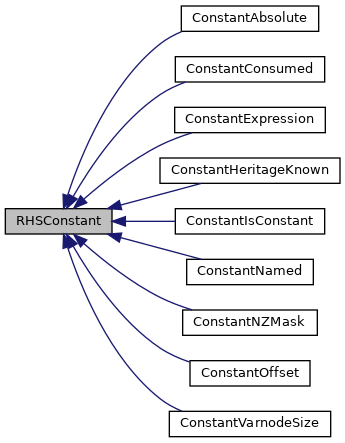 ConstantAbsolute
ConstantConsumed
ConstantExpression
ConstantHeritageKnown
RHSConstant
ConstantIsConstant
ConstantNamed
ConstantNZMask
ConstantOffset
ConstantVarnodeSize